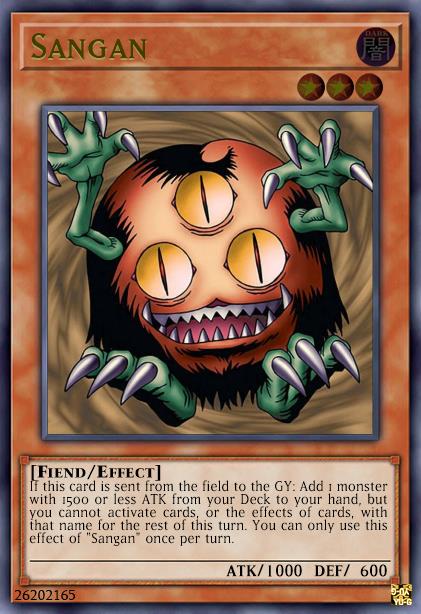 SANGAN
DARK
闇
[FIEND/EFFECT]
If this card is sent from the field to the GY: Add 1 monster
with 1500 or less ATK from your Deck to your hand, but
you cannot activate cards, or the effects of cards, with
that name for the rest of this turn. You can only use this
effect of "Sangan" once per turn.
ATK/1000 DEF/ 600
26202165